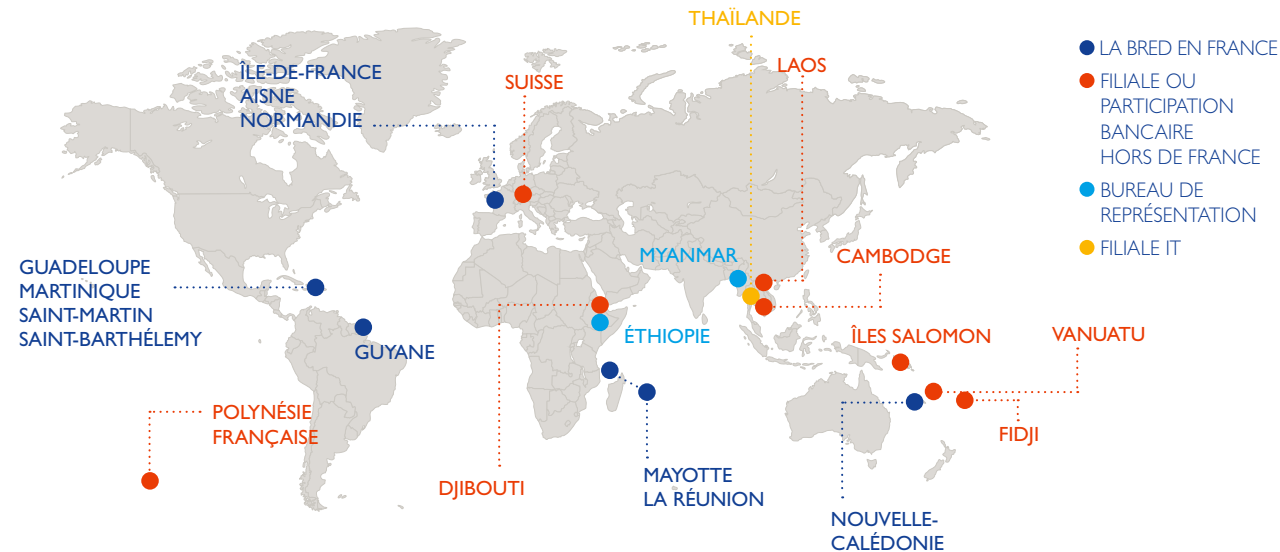 THAÏLANDE
ÎLE-DE-FRANCE
AISNE
NORMANDIE
SUISSE
LAOS
LA BRED EN FRANCE
FILIALE OU
PARTICIPATION
BANCAIRE
HORS DE FRANCE
BUREAU DE
REPRÉSENTATION
FILIALE IT
GUADELOUPE
MARTINIQUE
SAINT-MARTIN
SAINT-BARTHÉLEMY
MYANMAR
CAMBODGE
GUYANE
ÉTHIOPIE
ÎLES SALOMON
VANUATU
POLYNÉSIE
FRANÇAISE
FIDJI
DJIBOUTI
MAYOTTE
LA RÉUNION
NOUVELLE-
CALÉDONIE